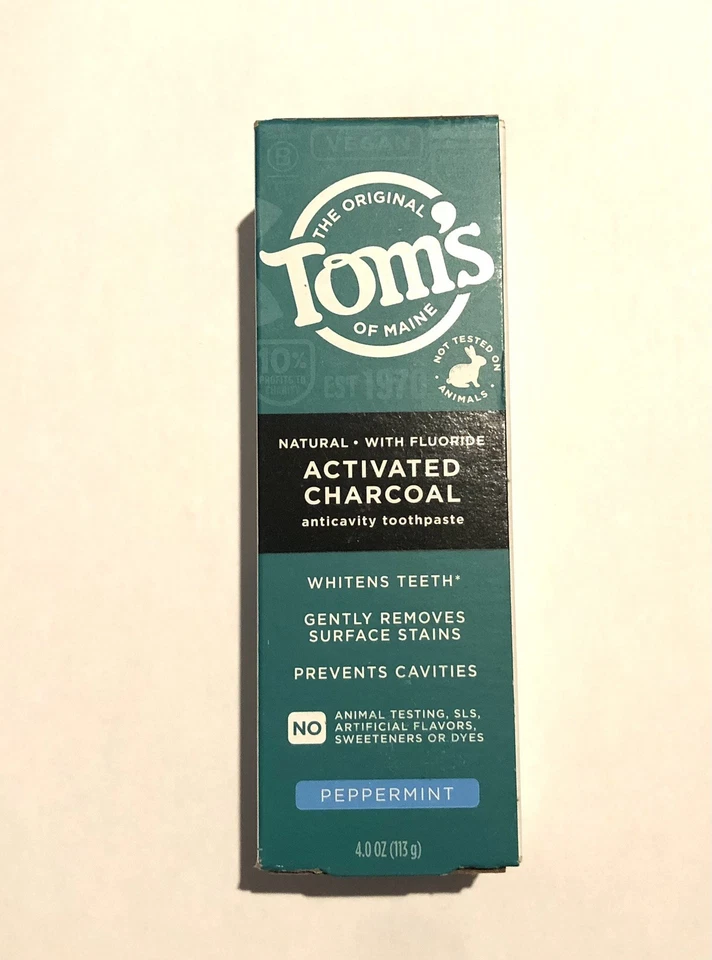 B
VEGAN
THE ORIGINAL
Tom's
OF MAINE
NOT TESTED ON
ANIMALS
10%
PROFITS TO
EST 1970
NATURAL • WITH FLUORIDE
ACTIVATED
CHARCOAL
anticavity toothpaste
WHITENS TEETH*
GENTLY REMOVES
SURFACE STAINS
PREVENTS CAVITIES
NO
ANIMAL TESTING, SLS,
ARTIFICIAL FLAVORS,
SWEETENERS OR DYES
PEPPERMINT
4.0 OZ (113 g)